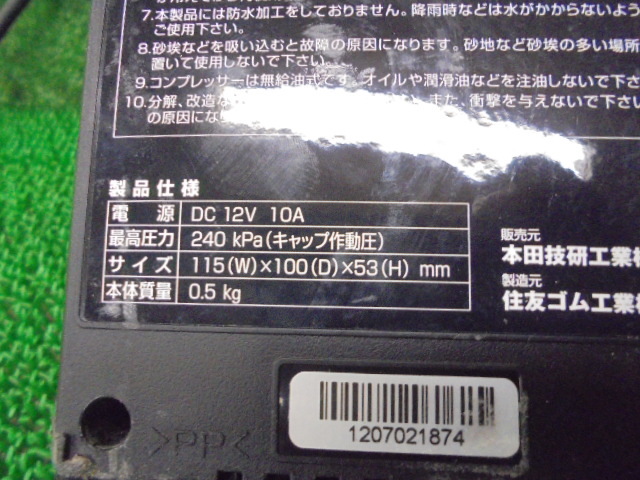 7.本製品には防水加工をしておりません。降雨時などは水がかからないよう
ご使用下さい。
8.砂埃などを吸い込むと故障の原因になります。砂地など砂埃の多い場所
置いて使用しないで下さい。
9.コンプレッサーは無給油式です。オイルや潤滑油などを注油しないで下さ
10.分解、改造な また、衝撃を与えないで下さい
の原因になり
製品仕様
電 源 DC 12V 10A
最高圧力 240 kPa(キャップ作動圧)
サイズ 115(W)×100(D)×53(H) mm
本体質量 0.5 kg
販売元
本田技研工業
製造元
住友ゴム工業
1207021874
>PP<